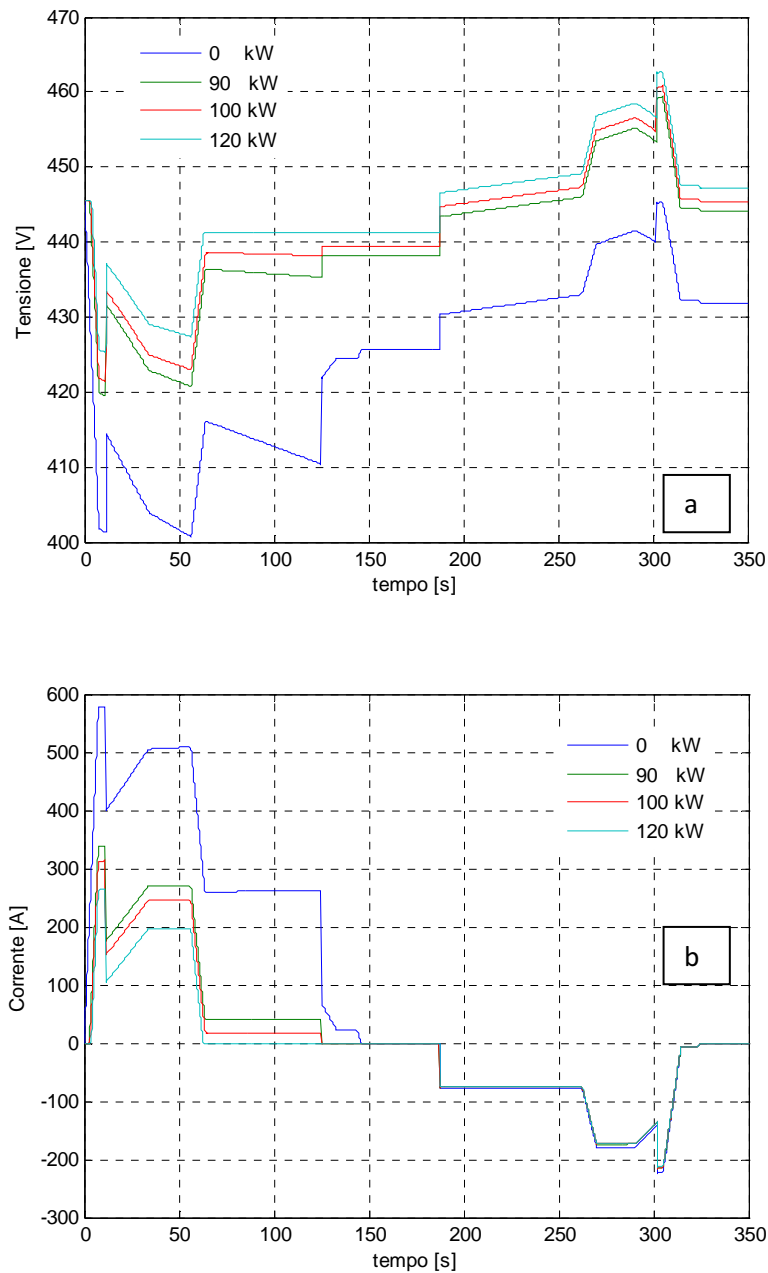 470
460
450
440
430
420
410
400
Tensione [V]
0 kW
90 kW
100 kW
120 kW
a
0 50 100 150 200 250 300 350
tempo [s]
600
500
400
300
200
100
0
-100
-200
-300
Corrente [A]
0 kW
90 kW
100 kW
120 kW
b
0 50 100 150 200 250 300 350
tempo [s]